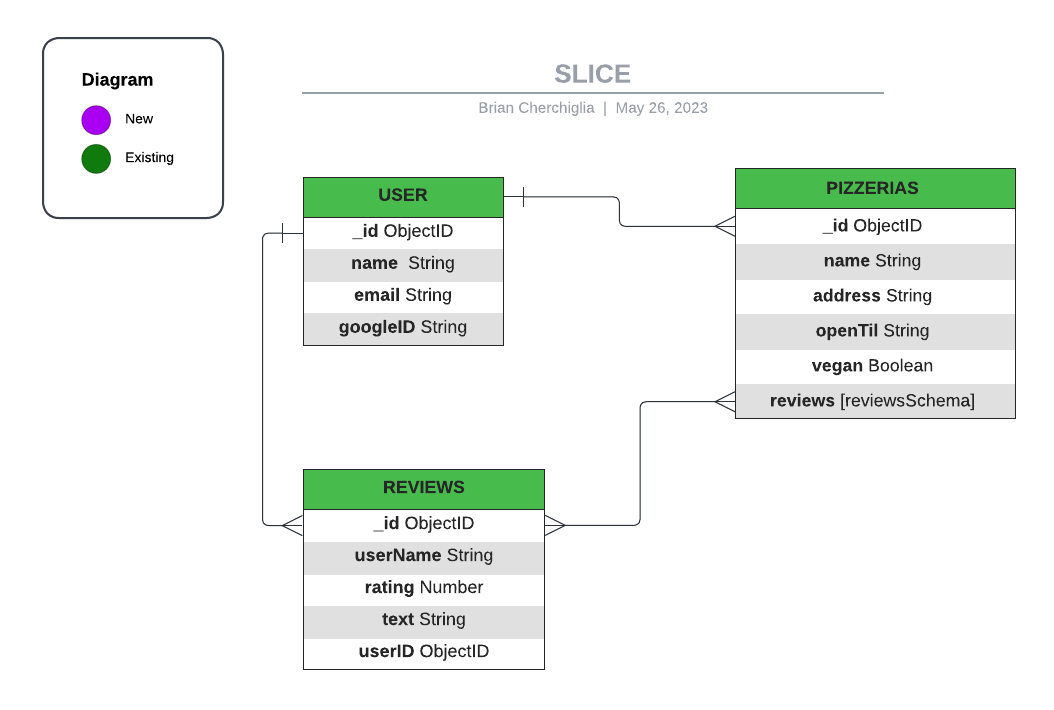 Diagram
New
Existing
SLICE
Brian Cherchiglia | May 26, 2023
USER
_id ObjectID
name String
email String
googleID String
PIZZERIAS
_id ObjectID
name String
address String
openTil String
vegan Boolean
reviews [reviewsSchema]
REVIEWS
_id ObjectID
userName String
rating Number
text String
userID ObjectID